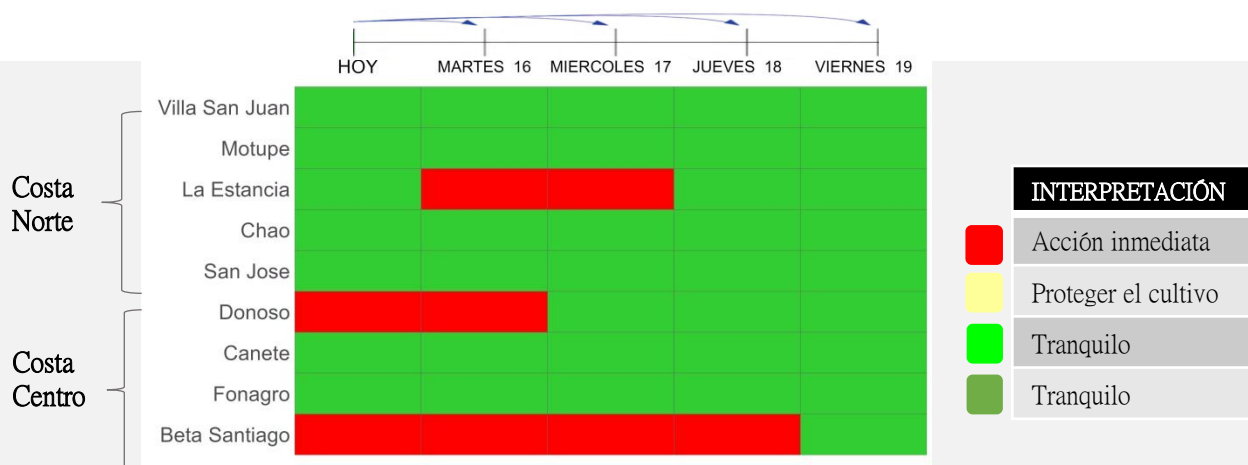 HOY MARTES 16 MIERCOLES 17 JUEVES 18 VIERNES 19
Costa
Norte
Villa San Juan
Motupe
La Estancia
Chao
San Jose
Costa
Centro
Donoso
Canete
Fonagro
Beta Santiago
INTERPRETACIÓN
Acción inmediata
Proteger el cultivo
Tranquilo
Tranquilo